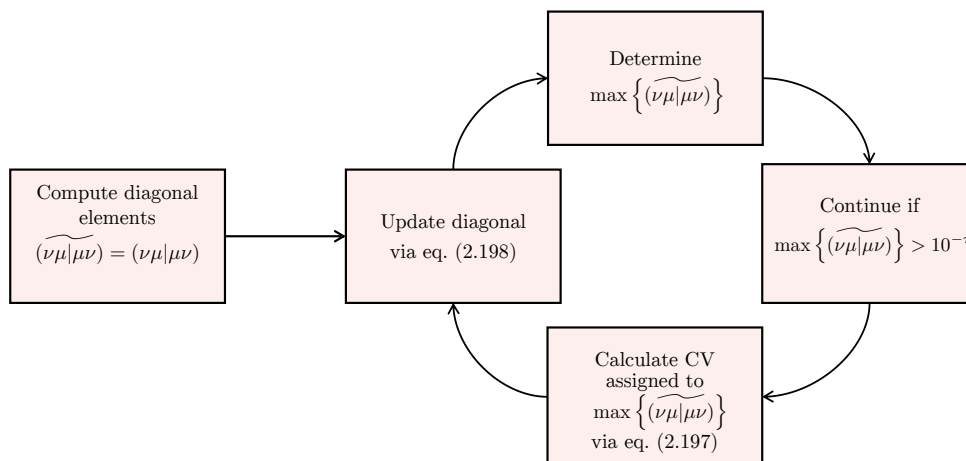 Compute diagonal
elements
(νμ|μν)͠ = (νμ|μν)
Update diagonal
via eq. (2.198)
Determine
max {(νμ|μν)͠}
Continue if
max {(νμ|μν)͠} > 10⁻
Calculate CV
assigned to
max {(νμ|μν)͠}
via eq. (2.197)